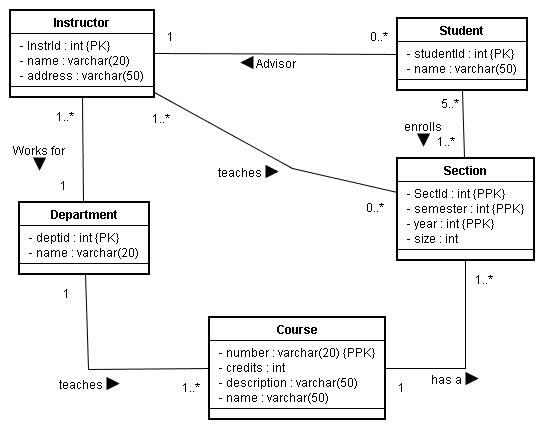 Instructor
- InstrId : int {PK}
- name : varchar(20)
- address : varchar(50)
Student
- studentId : int {PK}
- name : varchar(50)
1
0..*
Advisor
1..*
1..*
5..*
enrolls
1..*
Works for
teaches
1
0..*
Section
- SectId : int {PPK}
- semester : int {PPK}
- year : int {PPK}
- size : int
Department
- deptid : int {PK}
- name : varchar(20)
1
1..*
Course
- number : varchar(20) {PPK}
- credits : int
- description : varchar(50)
- name : varchar(50)
teaches
1..*
1
has a